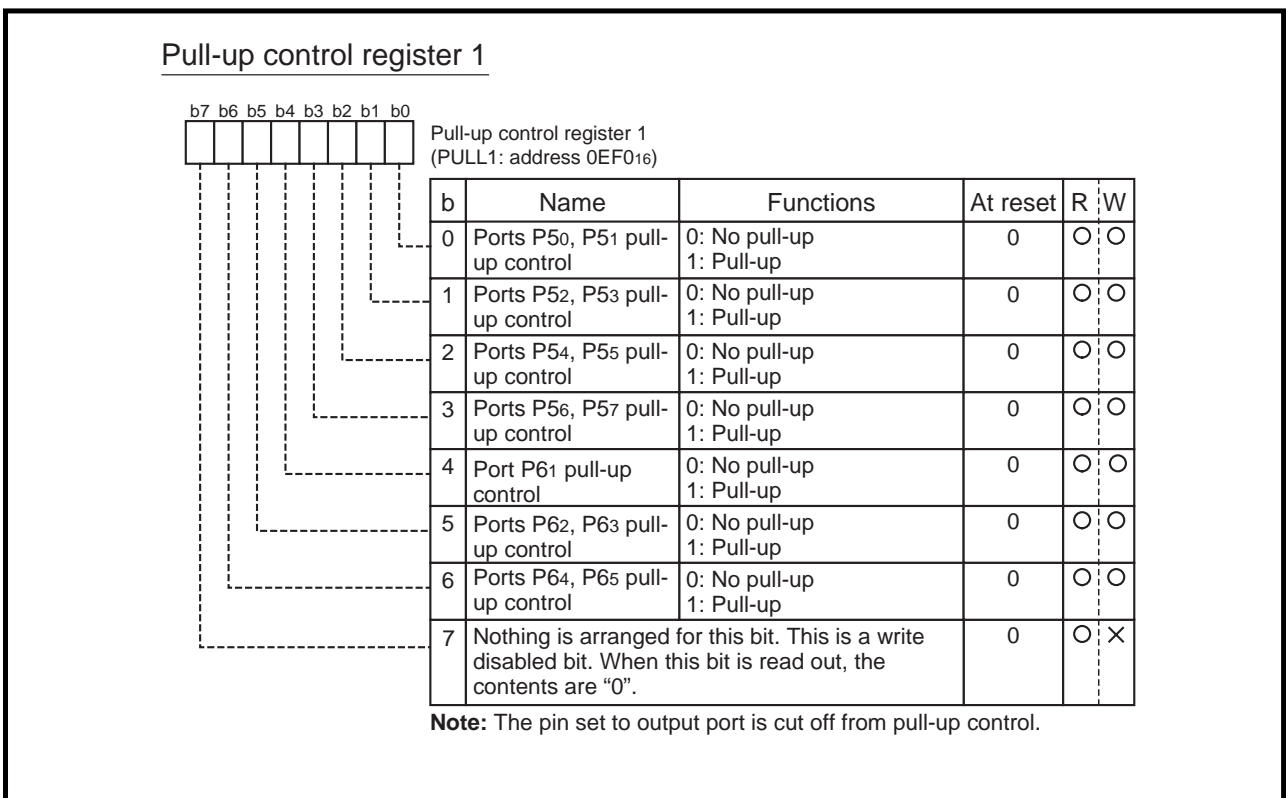 Pull-up control register 1
b7 b6 b5 b4 b3 b2 b1 b0
Pull-up control register 1
(PULL1: address 0EF016)
b Name Functions At reset R W
0 Ports P50, P51 pull- 0: No pull-up 0 ○ ○
up control 1: Pull-up
1 Ports P52, P53 pull- 0: No pull-up 0 ○ ○
up control 1: Pull-up
2 Ports P54, P55 pull- 0: No pull-up 0 ○ ○
up control 1: Pull-up
3 Ports P56, P57 pull- 0: No pull-up 0 ○ ○
up control 1: Pull-up
4 Port P61 pull-up 0: No pull-up 0 ○ ○
control 1: Pull-up
5 Ports P62, P63 pull- 0: No pull-up 0 ○ ○
up control 1: Pull-up
6 Ports P64, P65 pull- 0: No pull-up 0 ○ ○
up control 1: Pull-up
7 Nothing is arranged for this bit. This is a write 0 ○ ×
disabled bit. When this bit is read out, the
contents are “0”.
Note: The pin set to output port is cut off from pull-up control.